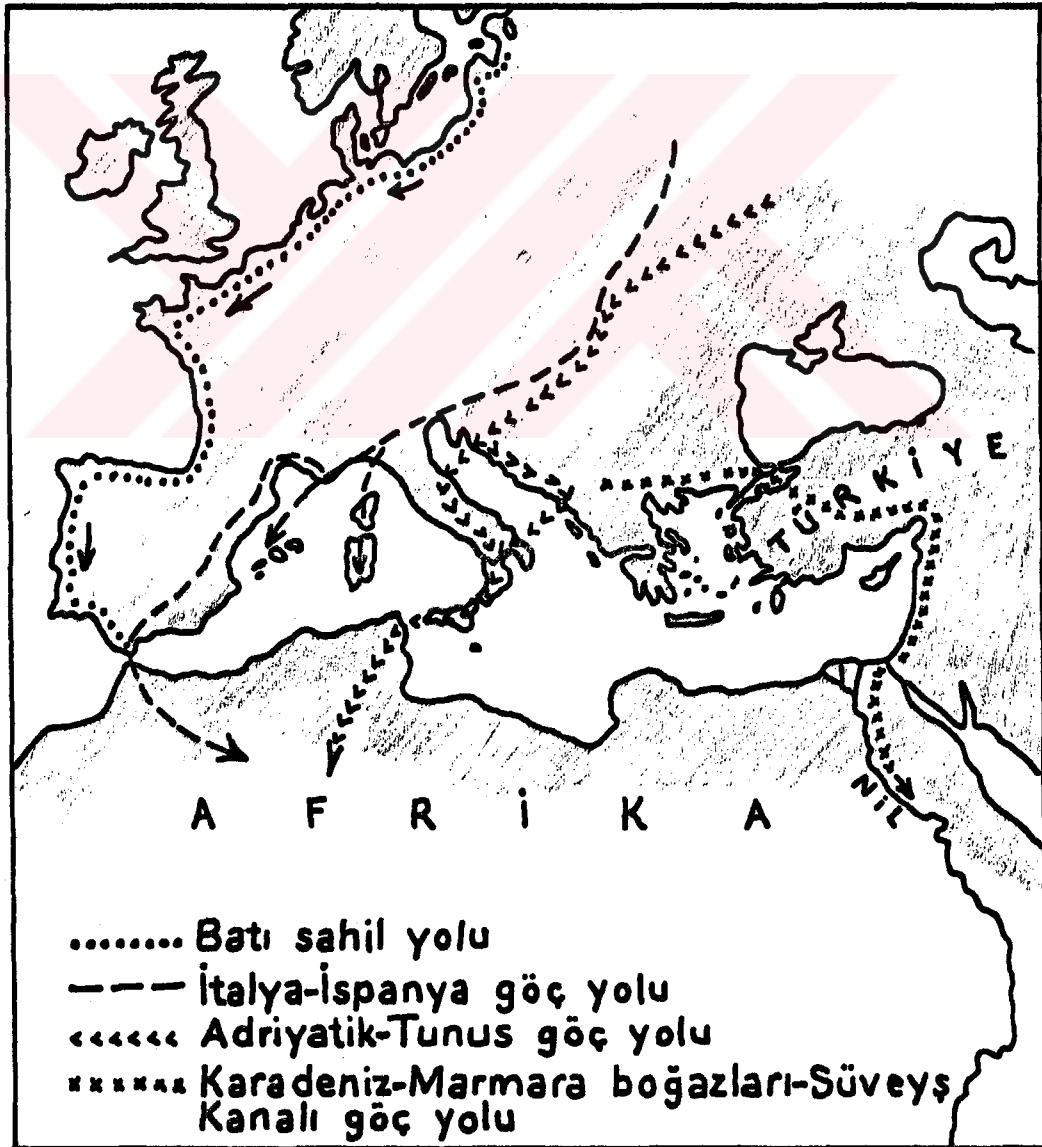 TÜRKİYE
NİL
AFRİKA
Batı sahil yolu
İtalya-İspanya göç yolu
Adriyatik-Tunus göç yolu
Karadeniz-Marmara boğazları-Süveyş
Kanalı göç yolu